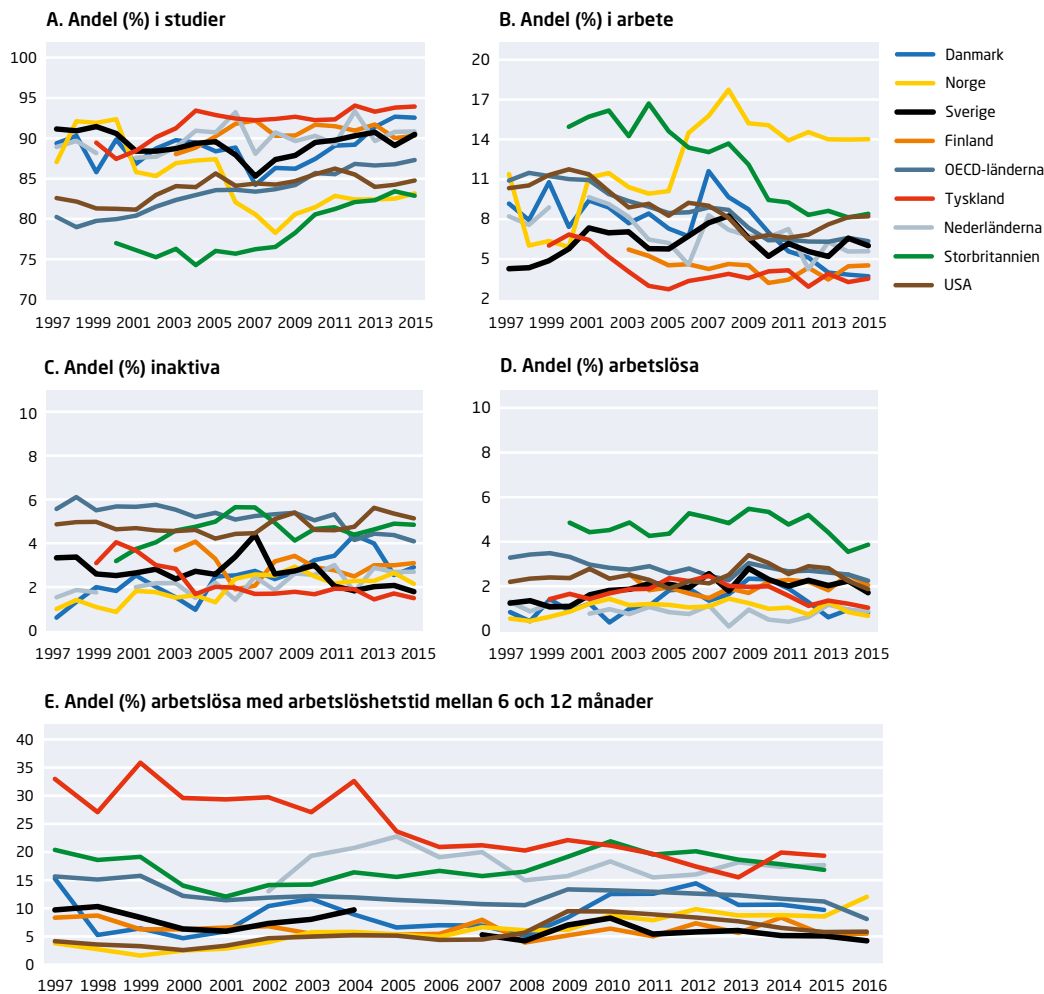 A. Andel (%) i studier
100
95
90
85
80
75
70
1997 1999 2001 2003 2005 2007 2009 2011 2013 2015
B. Andel (%) i arbete
20
17
14
11
8
5
2
1997 1999 2001 2003 2005 2007 2009 2011 2013 2015
Danmark
Norge
Sverige
Finland
OECD-länderna
Tyskland
Nederländerna
Storbritannien
USA
C. Andel (%) inaktiva
10
8
6
4
2
0
1997 1999 2001 2003 2005 2007 2009 2011 2013 2015
D. Andel (%) arbetslösa
10
8
6
4
2
0
1997 1999 2001 2003 2005 2007 2009 2011 2013 2015
E. Andel (%) arbetslösa med arbetslöshetstid mellan 6 och 12 månader
40
35
30
25
20
15
10
5
0
1997 1998 1999 2000 2001 2002 2003 2004 2005 2006 2007 2008 2009 2010 2011 2012 2013 2014 2015 2016